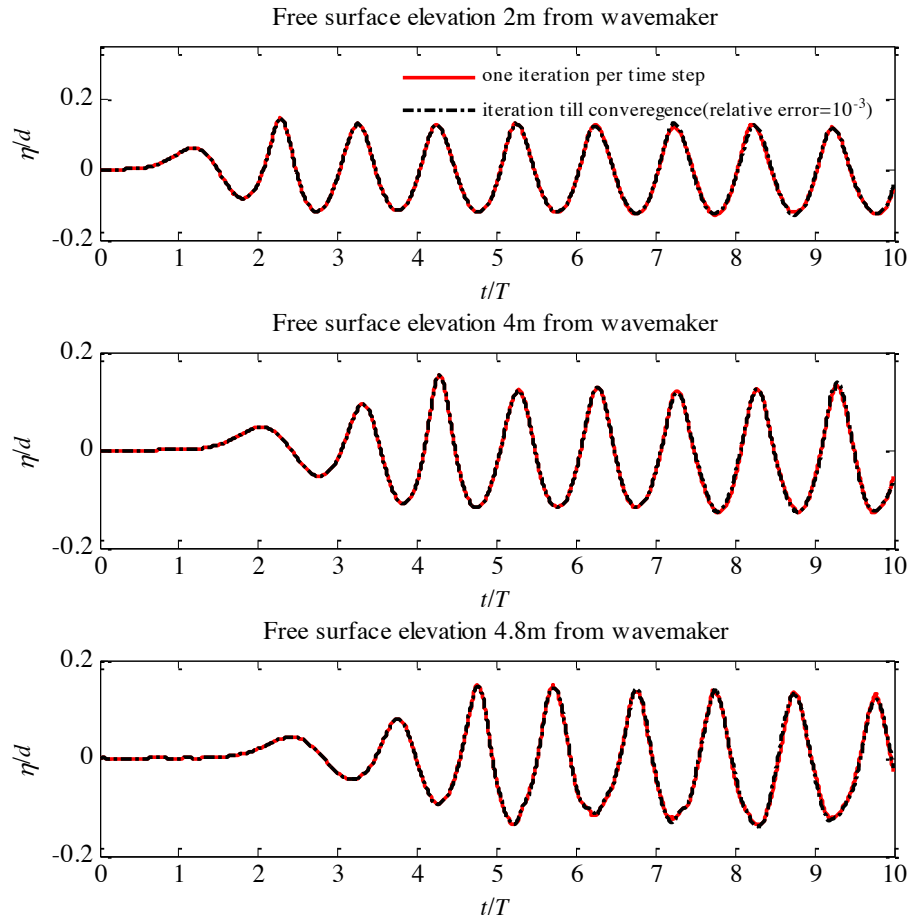 Free surface elevation 2m from wavemaker
one iteration per time step
iteration till converegence(relative error=10⁻³)
η/d
0.2
0
-0.2
0 1 2 3 4 5 6 7 8 9 10
t/T
Free surface elevation 4m from wavemaker
η/d
0.2
0
-0.2
0 1 2 3 4 5 6 7 8 9 10
t/T
Free surface elevation 4.8m from wavemaker
η/d
0.2
0
-0.2
0 1 2 3 4 5 6 7 8 9 10
t/T